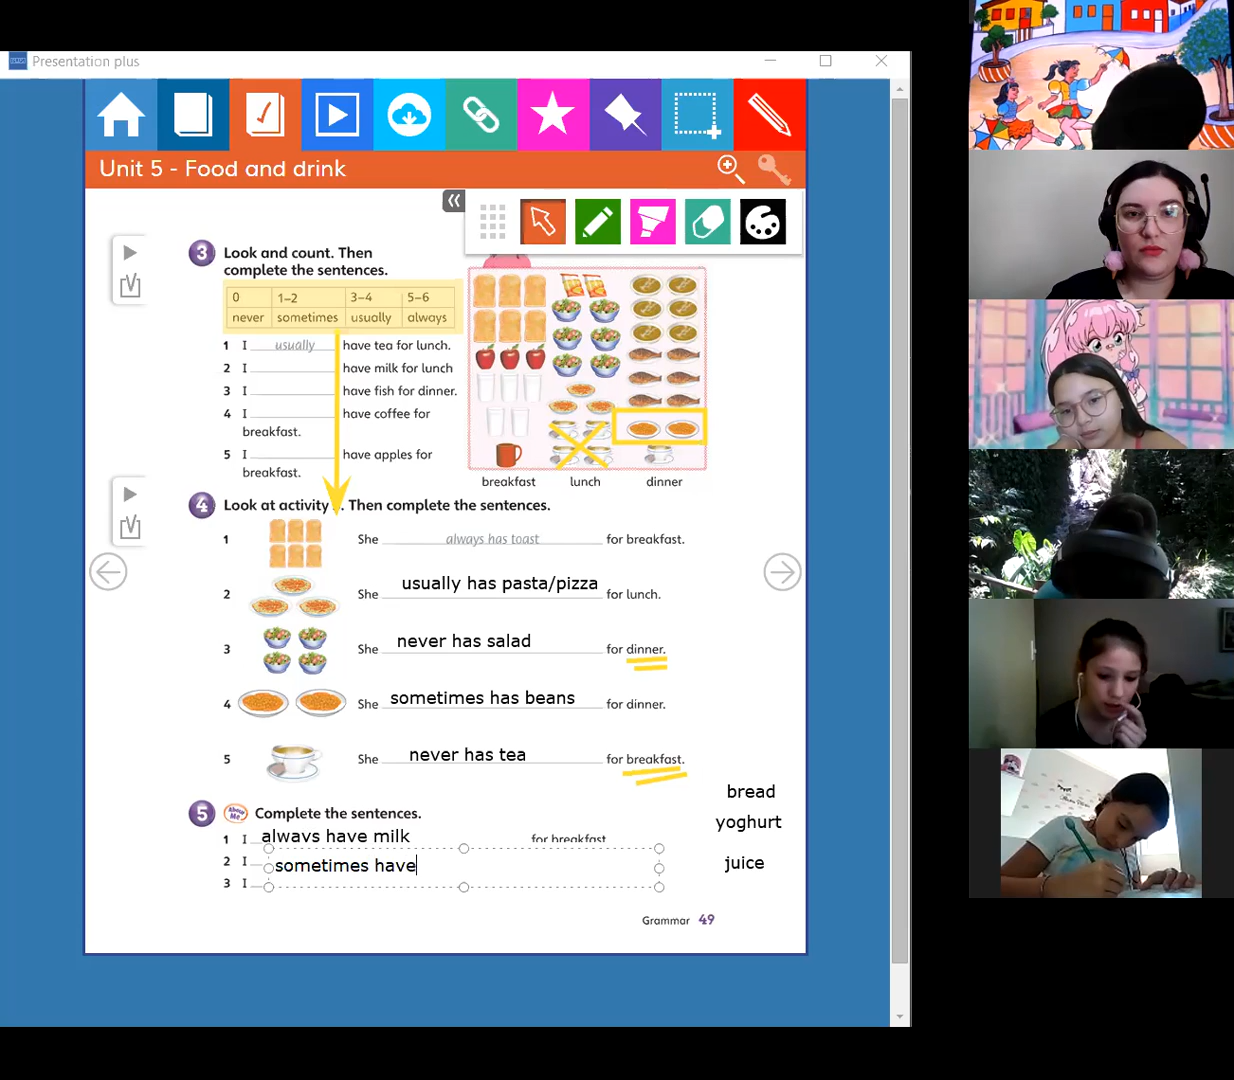 Presentation plus
Unit 5 - Food and drink
3 Look and count. Then
complete the sentences.
0 1–2 3–4 5–6
never sometimes usually always
1 I usually have tea for lunch.
2 I have milk for lunch
3 I have fish for dinner.
4 I have coffee for
breakfast.
5 I have apples for
breakfast.
breakfast lunch dinner
4 Look at activity . Then complete the sentences.
1 She always has toast for breakfast.
2 She usually has pasta/pizza for lunch.
3 She never has salad for dinner.
4 She sometimes has beans for dinner.
5 She never has tea for breakfast.
bread
yoghurt
juice
5 About Me Complete the sentences.
1 I always have milk for breakfast
2 I sometimes have
3 I
Grammar 49